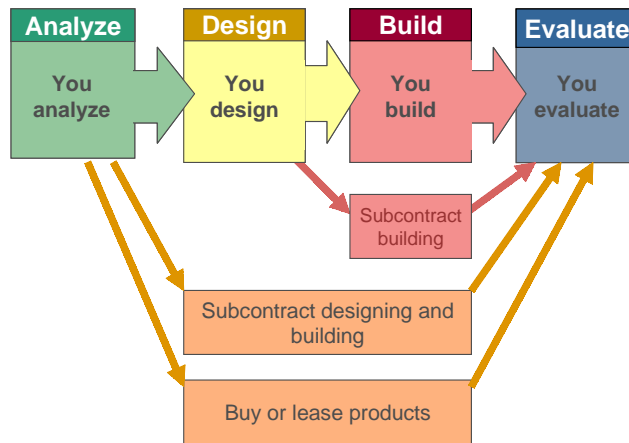 Analyze
Design
Build
Evaluate
You
analyze
You
design
You
build
You
evaluate
Subcontract
building
Subcontract designing and
building
Buy or lease products